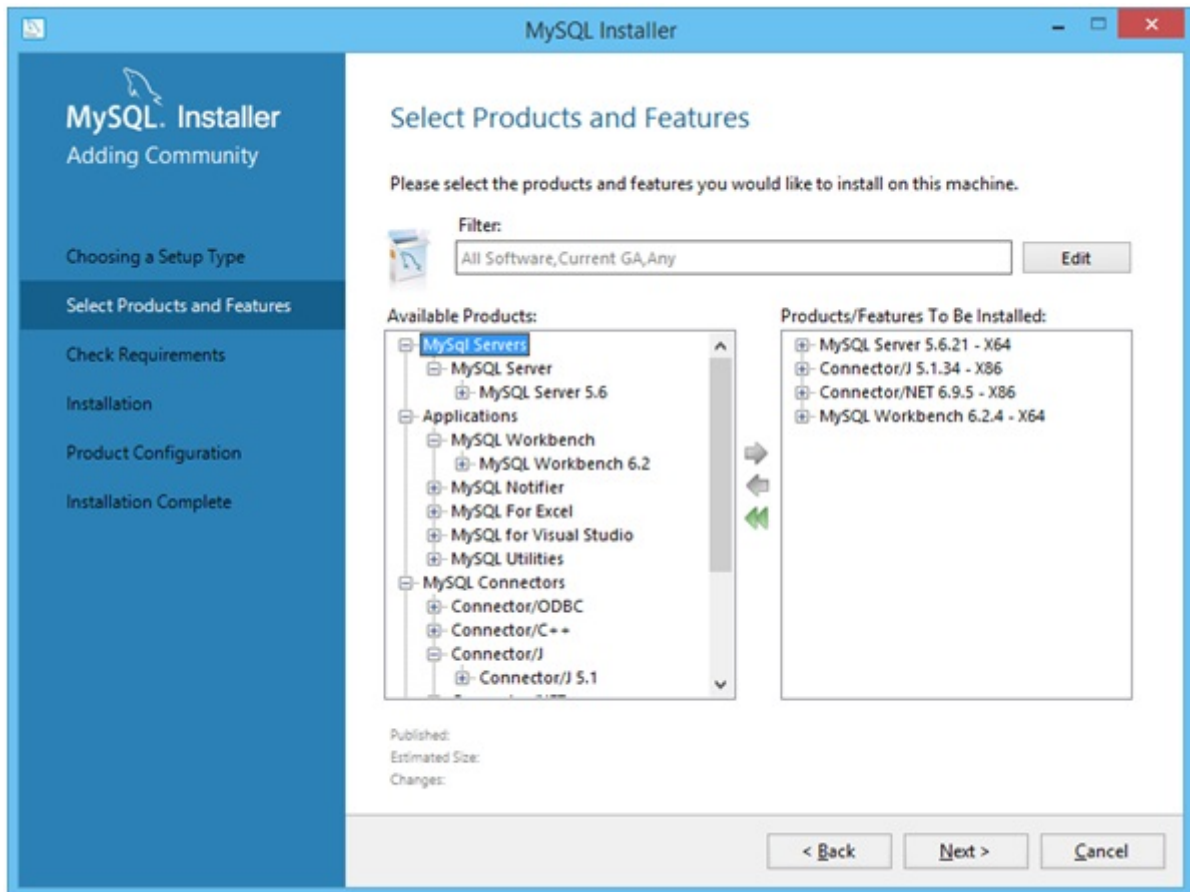 MySQL Installer
MySQL. Installer
Adding Community
Choosing a Setup Type
Select Products and Features
Check Requirements
Installation
Product Configuration
Installation Complete
Select Products and Features
Please select the products and features you would like to install on this machine.
Filter:
All Software,Current GA,Any
Edit
Available Products:
MySql Servers
MySQL Server
MySQL Server 5.6
Applications
MySQL Workbench
MySQL Workbench 6.2
MySQL Notifier
MySQL For Excel
MySQL for Visual Studio
MySQL Utilities
MySQL Connectors
Connector/ODBC
Connector/C++
Connector/J
Connector/J 5.1
Products/Features To Be Installed:
MySQL Server 5.6.21 - X64
Connector/J 5.1.34 - X86
Connector/NET 6.9.5 - X86
MySQL Workbench 6.2.4 - X64
Published:
Estimated Size:
Changes:
< Back
Next >
Cancel